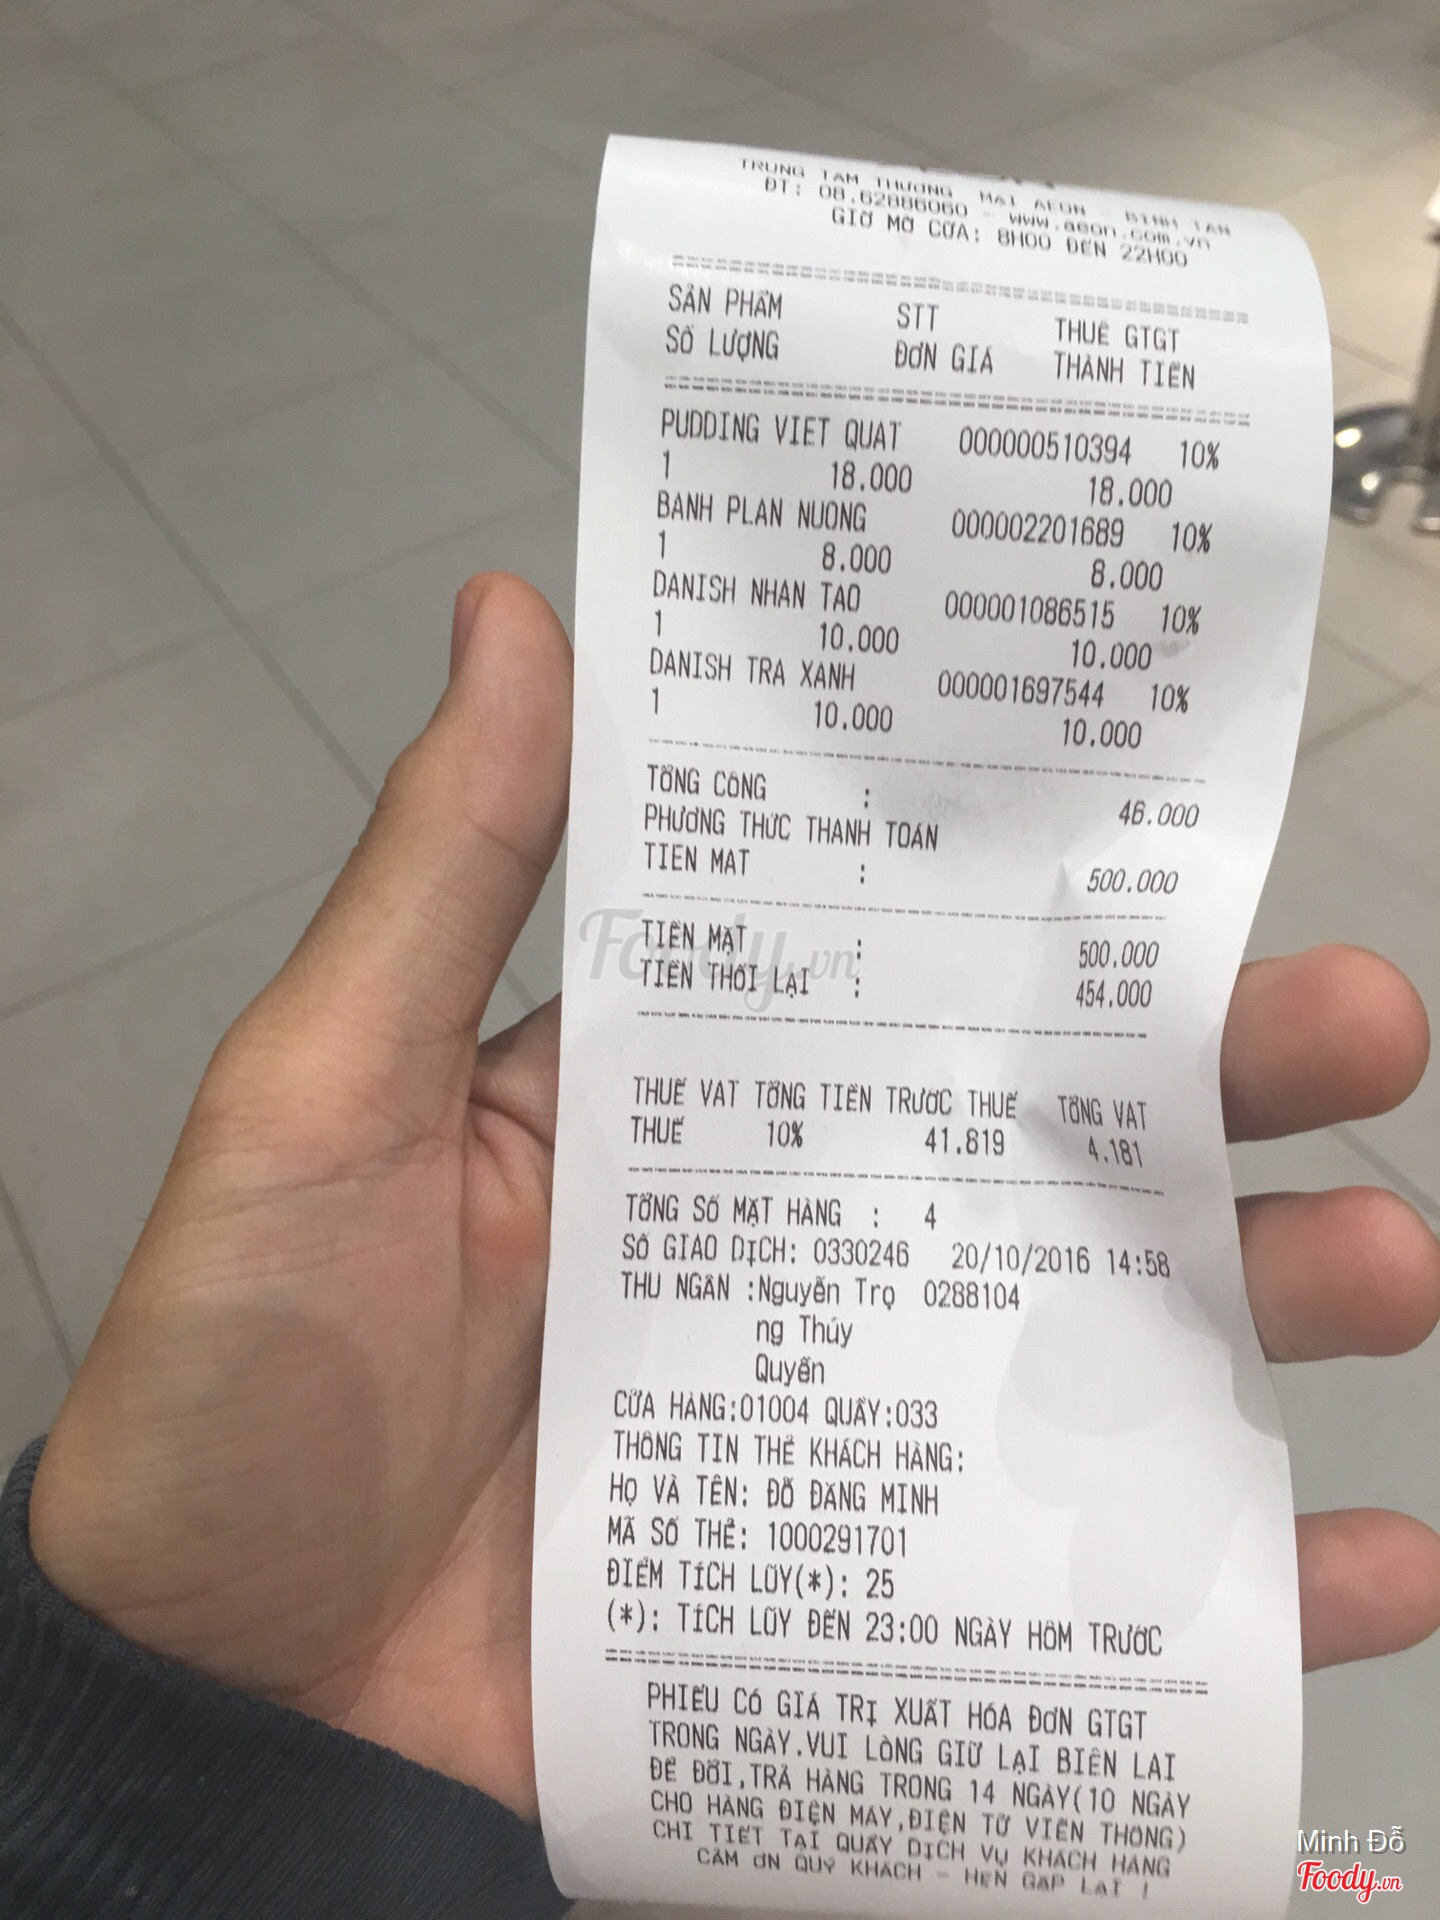 TRUNG TÂM THƯƠNG MẠI AEON - BÌNH TÂN
ĐT: 08.62886060 - www.aeon.com.vn
GIỜ MỞ CỬA: 8H00 ĐẾN 22H00
SẢN PHẨM STT THUẾ GTGT
SỐ LƯỢNG ĐƠN GIÁ THÀNH TIỀN
PUDDING VIET QUAT 000000510394 10%
1 18.000 18.000
BANH PLAN NUONG 000002201689 10%
1 8.000 8.000
DANISH NHAN TAO 000001086515 10%
1 10.000 10.000
DANISH TRA XANH 000001697544 10%
1 10.000 10.000
TỔNG CÔNG : 46.000
PHƯƠNG THỨC THANH TOÁN
TIEN MAT : 500.000
TIỀN MẶT : 500.000
TIỀN THỐI LẠI : 454.000
THUẾ VAT TỔNG TIỀN TRƯỚC THUẾ TỔNG VAT
THUẾ 10% 41.819 4.181
TỔNG SỐ MẶT HÀNG : 4
SỐ GIAO DỊCH: 0330246 20/10/2016 14:58
THU NGÂN :Nguyễn Trọ 0288104
ng Thúy
Quyển
CỬA HÀNG:01004 QUẦY:033
THÔNG TIN THẺ KHÁCH HÀNG:
HỌ VÀ TÊN: ĐỖ ĐĂNG MINH
MÃ SỐ THẺ: 1000291701
ĐIỂM TÍCH LŨY(*): 25
(*): TÍCH LŨY ĐẾN 23:00 NGÀY HÔM TRƯỚC
PHIẾU CÓ GIÁ TRỊ XUẤT HÓA ĐƠN GTGT
TRONG NGÀY.VUI LÒNG GIỮ LẠI BIÊN LAI
ĐỂ ĐỔI,TRẢ HÀNG TRONG 14 NGÀY(10 NGÀY
CHO HÀNG ĐIỆN MÁY,ĐIỆN TỬ VIỄN THÔNG)
CHI TIẾT TẠI QUẦY DỊCH VỤ KHÁCH HÀNG
CẢM ƠN QUÝ KHÁCH - HẸN GẶP LẠI !
Foody.vn
Minh Đỗ
Foody.vn